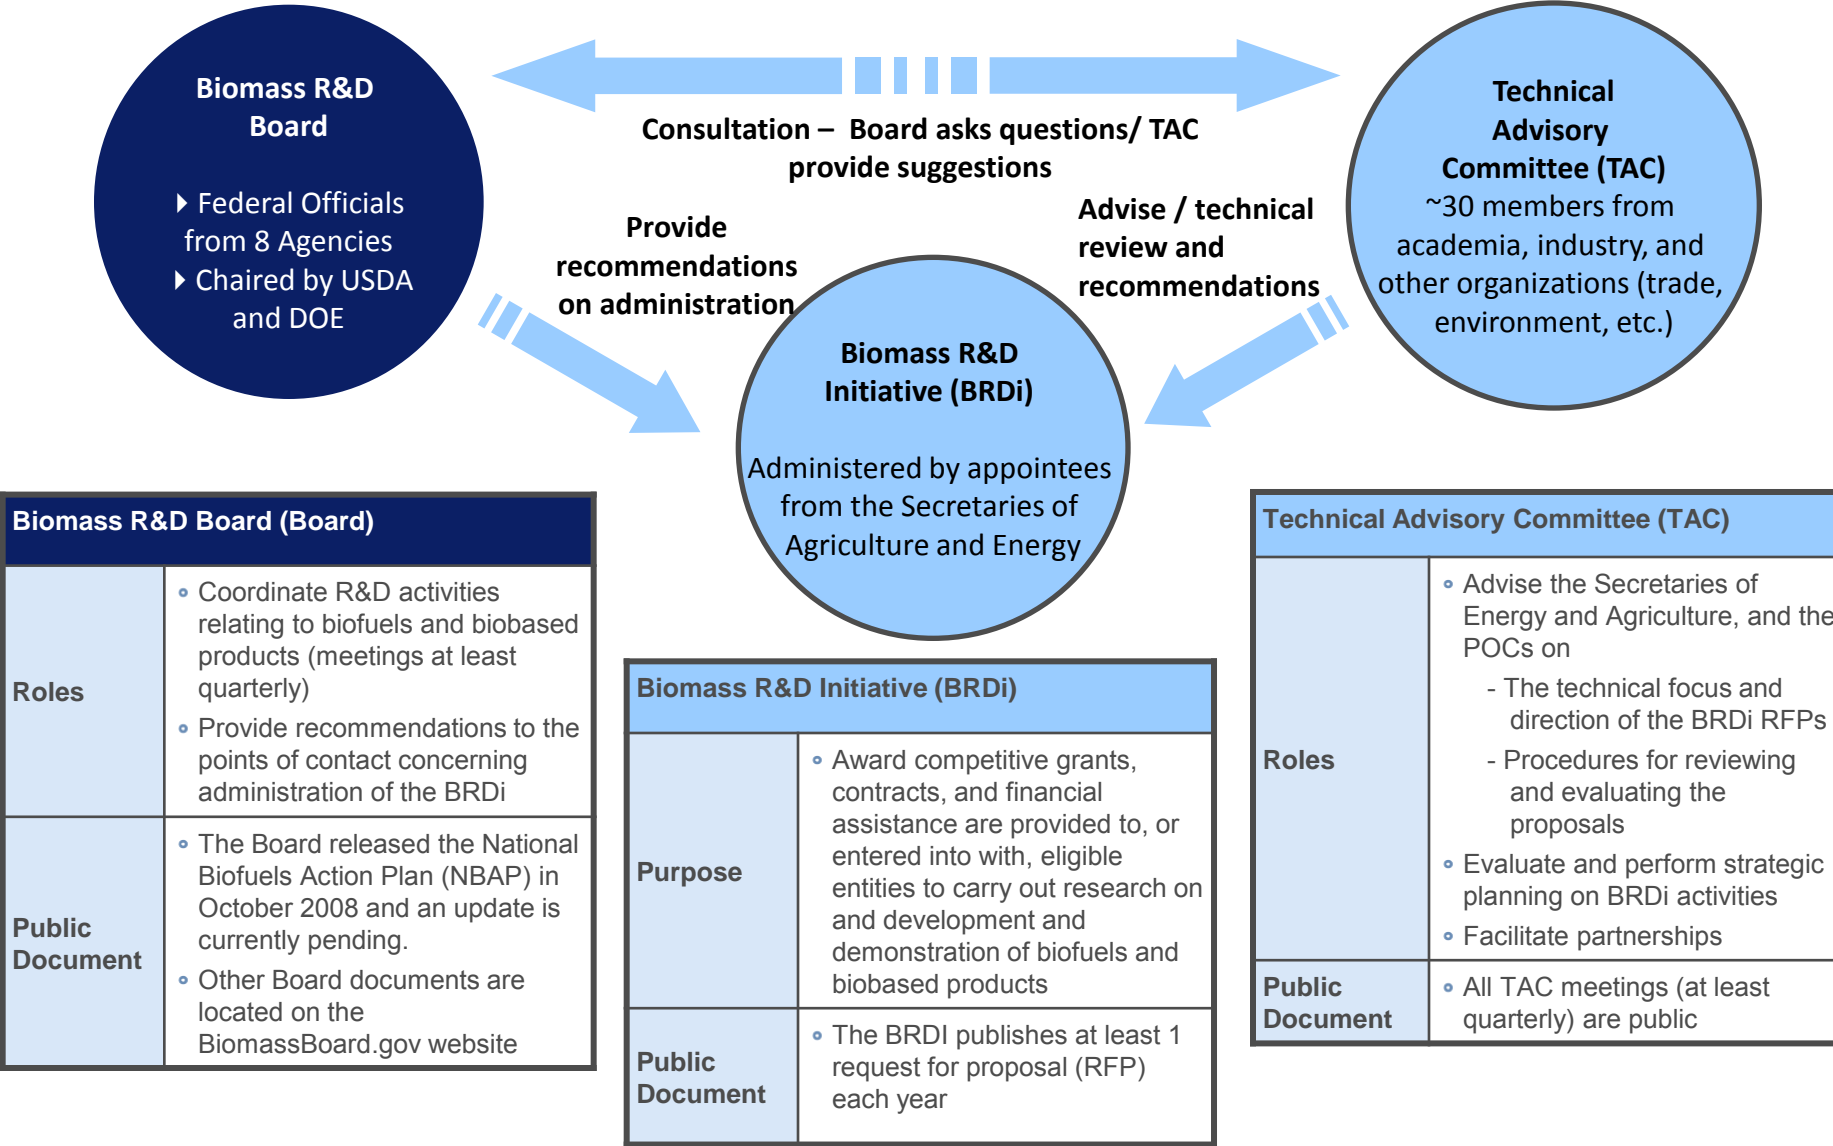 Biomass R&D
Board
Federal Officials
from 8 Agencies
Chaired by USDA
and DOE
Consultation – Board asks questions/ TAC
provide suggestions
Technical
Advisory
Committee (TAC)
~30 members from
academia, industry, and
other organizations (trade,
environment, etc.)
Provide
recommendations
on administration
Advise / technical
review and
recommendations
Biomass R&D
Initiative (BRDi)
Administered by appointees
from the Secretaries of
Agriculture and Energy
Biomass R&D Board (Board)
Roles
Coordinate R&D activities
relating to biofuels and biobased
products (meetings at least
quarterly)
Provide recommendations to the
points of contact concerning
administration of the BRDi
Public
Document
The Board released the National
Biofuels Action Plan (NBAP) in
October 2008 and an update is
currently pending.
Other Board documents are
located on the
BiomassBoard.gov website
Biomass R&D Initiative (BRDi)
Purpose
Award competitive grants,
contracts, and financial
assistance are provided to, or
entered into with, eligible
entities to carry out research on
and development and
demonstration of biofuels and
biobased products
Public
Document
The BRDI publishes at least 1
request for proposal (RFP)
each year
Technical Advisory Committee (TAC)
Roles
Advise the Secretaries of
Energy and Agriculture, and the
POCs on
- The technical focus and
direction of the BRDi RFPs
- Procedures for reviewing
and evaluating the
proposals
Evaluate and perform strategic
planning on BRDi activities
Facilitate partnerships
Public
Document
All TAC meetings (at least
quarterly) are public